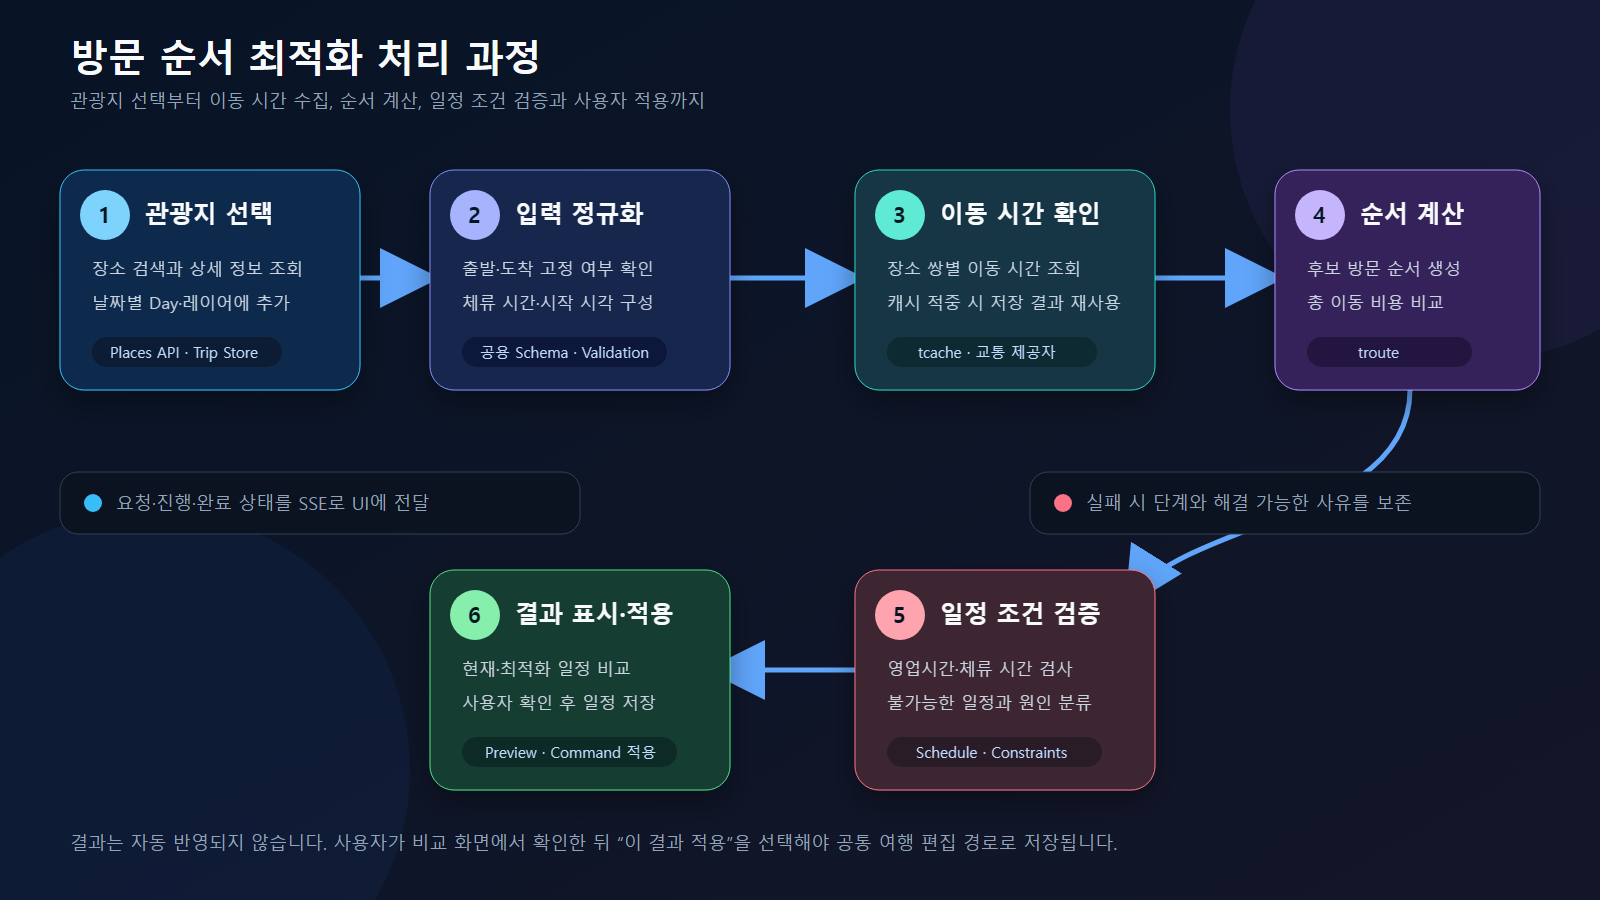 방문 순서 최적화 처리 과정
관광지 선택부터 이동 시간 수집, 순서 계산, 일정 조건 검증과 사용자 적용까지
1 관광지 선택
장소 검색과 상세 정보 조회
날짜별 Day·레이어에 추가
Places API · Trip Store
2 입력 정규화
출발·도착 고정 여부 확인
체류 시간·시작 시각 구성
공용 Schema · Validation
3 이동 시간 확인
장소 쌍별 이동 시간 조회
캐시 적중 시 저장 결과 재사용
tcache · 교통 제공자
4 순서 계산
후보 방문 순서 생성
총 이동 비용 비교
troute
요청·진행·완료 상태를 SSE로 UI에 전달
실패 시 단계와 해결 가능한 사유를 보존
6 결과 표시·적용
현재·최적화 일정 비교
사용자 확인 후 일정 저장
Preview · Command 적용
5 일정 조건 검증
영업시간·체류 시간 검사
불가능한 일정과 원인 분류
Schedule · Constraints
결과는 자동 반영되지 않습니다. 사용자가 비교 화면에서 확인한 뒤 “이 결과 적용”을 선택해야 공통 여행 편집 경로로 저장됩니다.